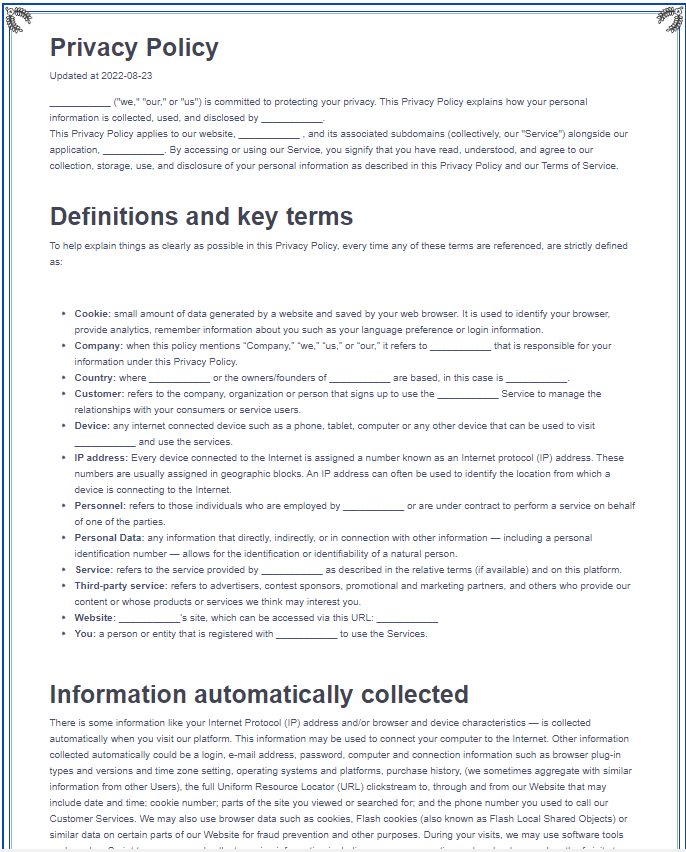 Privacy Policy
Updated at 2022-08-23
___________ ("we," "our," or "us") is committed to protecting your privacy. This Privacy Policy explains how your personal
information is collected, used, and disclosed by ___________.
This Privacy Policy applies to our website, ___________ , and its associated subdomains (collectively, our "Service") alongside our
application, ___________. By accessing or using our Service, you signify that you have read, understood, and agree to our
collection, storage, use, and disclosure of your personal information as described in this Privacy Policy and our Terms of Service.
Definitions and key terms
To help explain things as clearly as possible in this Privacy Policy, every time any of these terms are referenced, are strictly defined
as:
• Cookie: small amount of data generated by a website and saved by your web browser. It is used to identify your browser,
provide analytics, remember information about you such as your language preference or login information.
• Company: when this policy mentions “Company,” “we,” “us,” or “our,” it refers to ___________ that is responsible for your
information under this Privacy Policy.
• Country: where ___________ or the owners/founders of ___________ are based, in this case is ___________.
• Customer: refers to the company, organization or person that signs up to use the ___________ Service to manage the
relationships with your consumers or service users.
• Device: any internet connected device such as a phone, tablet, computer or any other device that can be used to visit
___________ and use the services.
• IP address: Every device connected to the Internet is assigned a number known as an Internet protocol (IP) address. These
numbers are usually assigned in geographic blocks. An IP address can often be used to identify the location from which a
device is connecting to the Internet.
• Personnel: refers to those individuals who are employed by ___________ or are under contract to perform a service on behalf
of one of the parties.
• Personal Data: any information that directly, indirectly, or in connection with other information — including a personal
identification number — allows for the identification or identifiability of a natural person.
• Service: refers to the service provided by ___________ as described in the relative terms (if available) and on this platform.
• Third-party service: refers to advertisers, contest sponsors, promotional and marketing partners, and others who provide our
content or whose products or services we think may interest you.
• Website: ___________'s site, which can be accessed via this URL: ___________
• You: a person or entity that is registered with ___________ to use the Services.
Information automatically collected
There is some information like your Internet Protocol (IP) address and/or browser and device characteristics — is collected
automatically when you visit our platform. This information may be used to connect your computer to the Internet. Other information
collected automatically could be a login, e-mail address, password, computer and connection information such as browser plug-in
types and versions and time zone setting, operating systems and platforms, purchase history, (we sometimes aggregate with similar
information from other Users), the full Uniform Resource Locator (URL) clickstream to, through and from our Website that may
include date and time; cookie number; parts of the site you viewed or searched for; and the phone number you used to call our
Customer Services. We may also use browser data such as cookies, Flash cookies (also known as Flash Local Shared Objects) or
similar data on certain parts of our Website for fraud prevention and other purposes. During your visits, we may use software tools